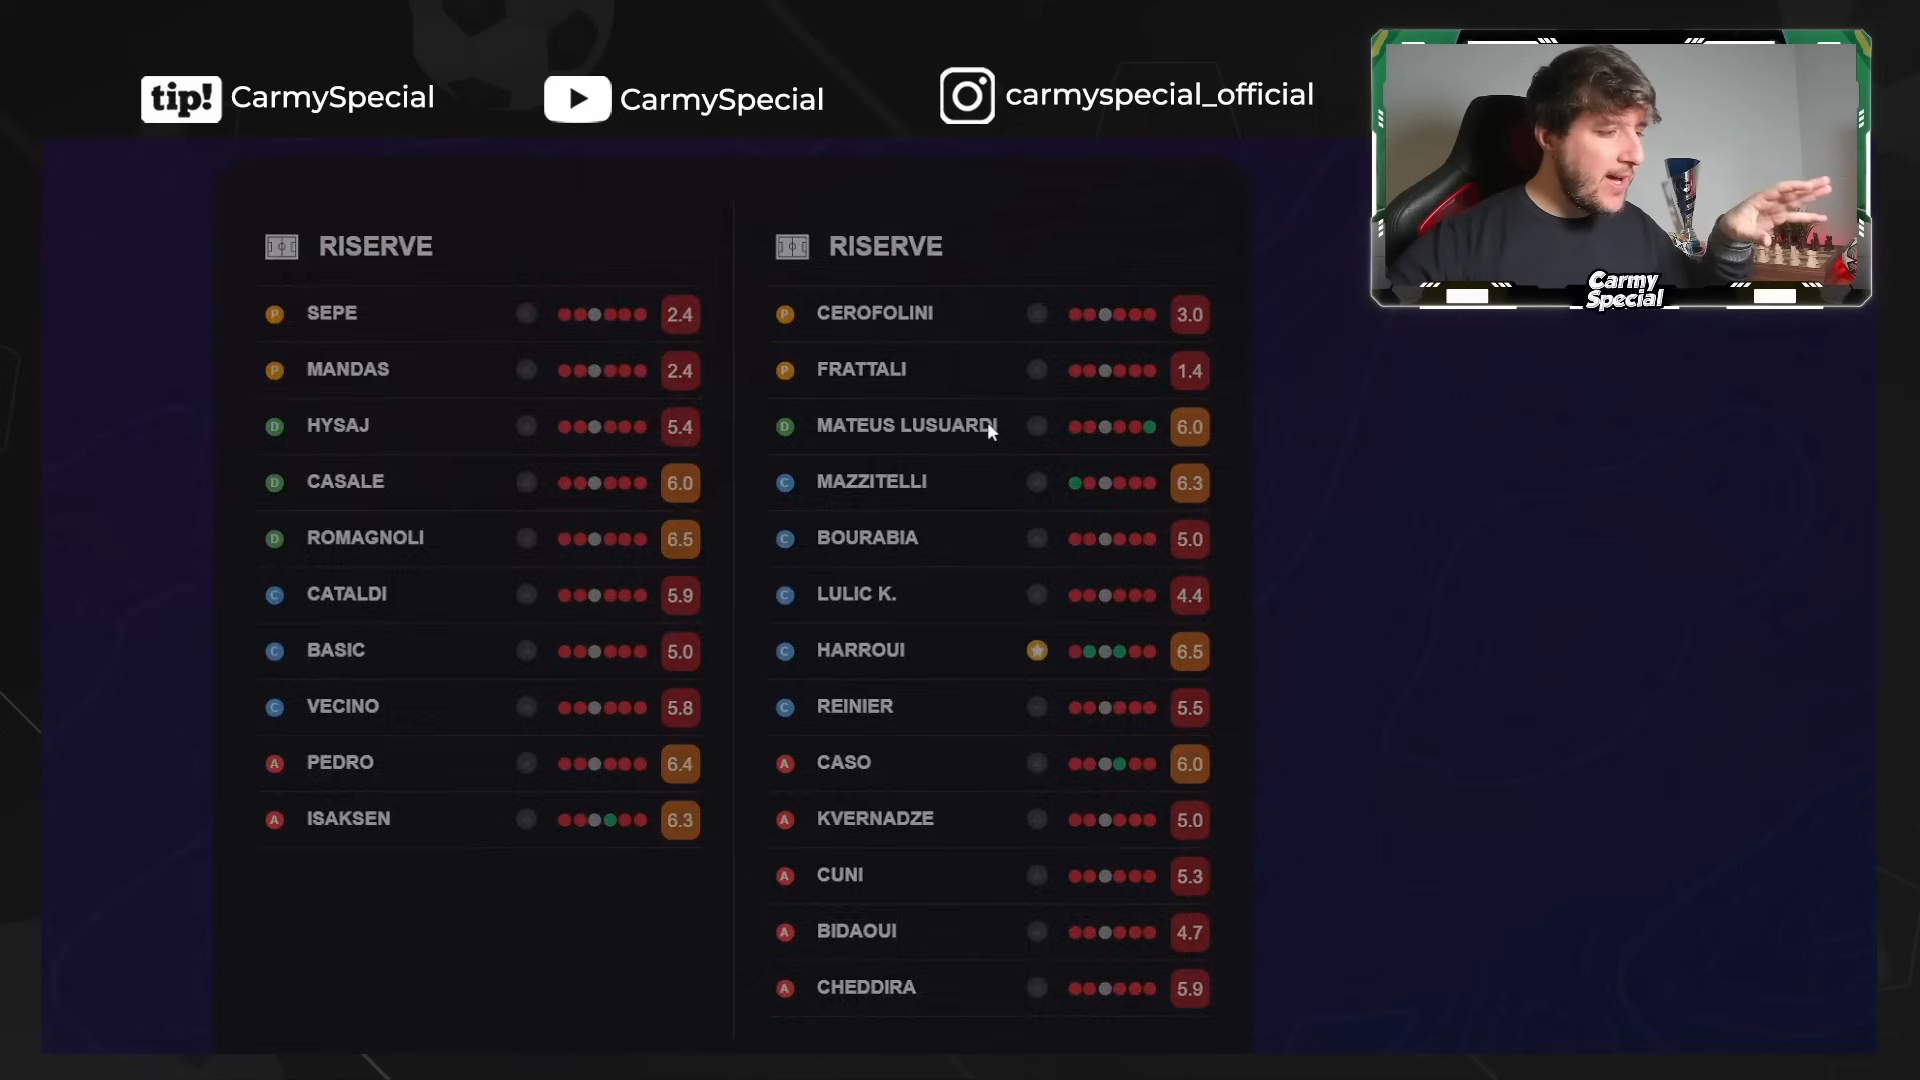 tip! CarmySpecial
CarmySpecial
carmyspecial_official
Carmy
Special
RISERVE
P SEPE 2.4
P MANDAS 2.4
D HYSAJ 5.4
D CASALE 6.0
D ROMAGNOLI 6.5
C CATALDI 5.9
C BASIC 5.0
C VECINO 5.8
A PEDRO 6.4
A ISAKSEN 6.3
RISERVE
P CEROFOLINI 3.0
P FRATTALI 1.4
D MATEUS LUSUARDI 6.0
C MAZZITELLI 6.3
C BOURABIA 5.0
C LULIC K. 4.4
C HARROUI 6.5
C REINIER 5.5
A CASO 6.0
A KVERNADZE 5.0
A CUNI 5.3
A BIDAOUI 4.7
A CHEDDIRA 5.9